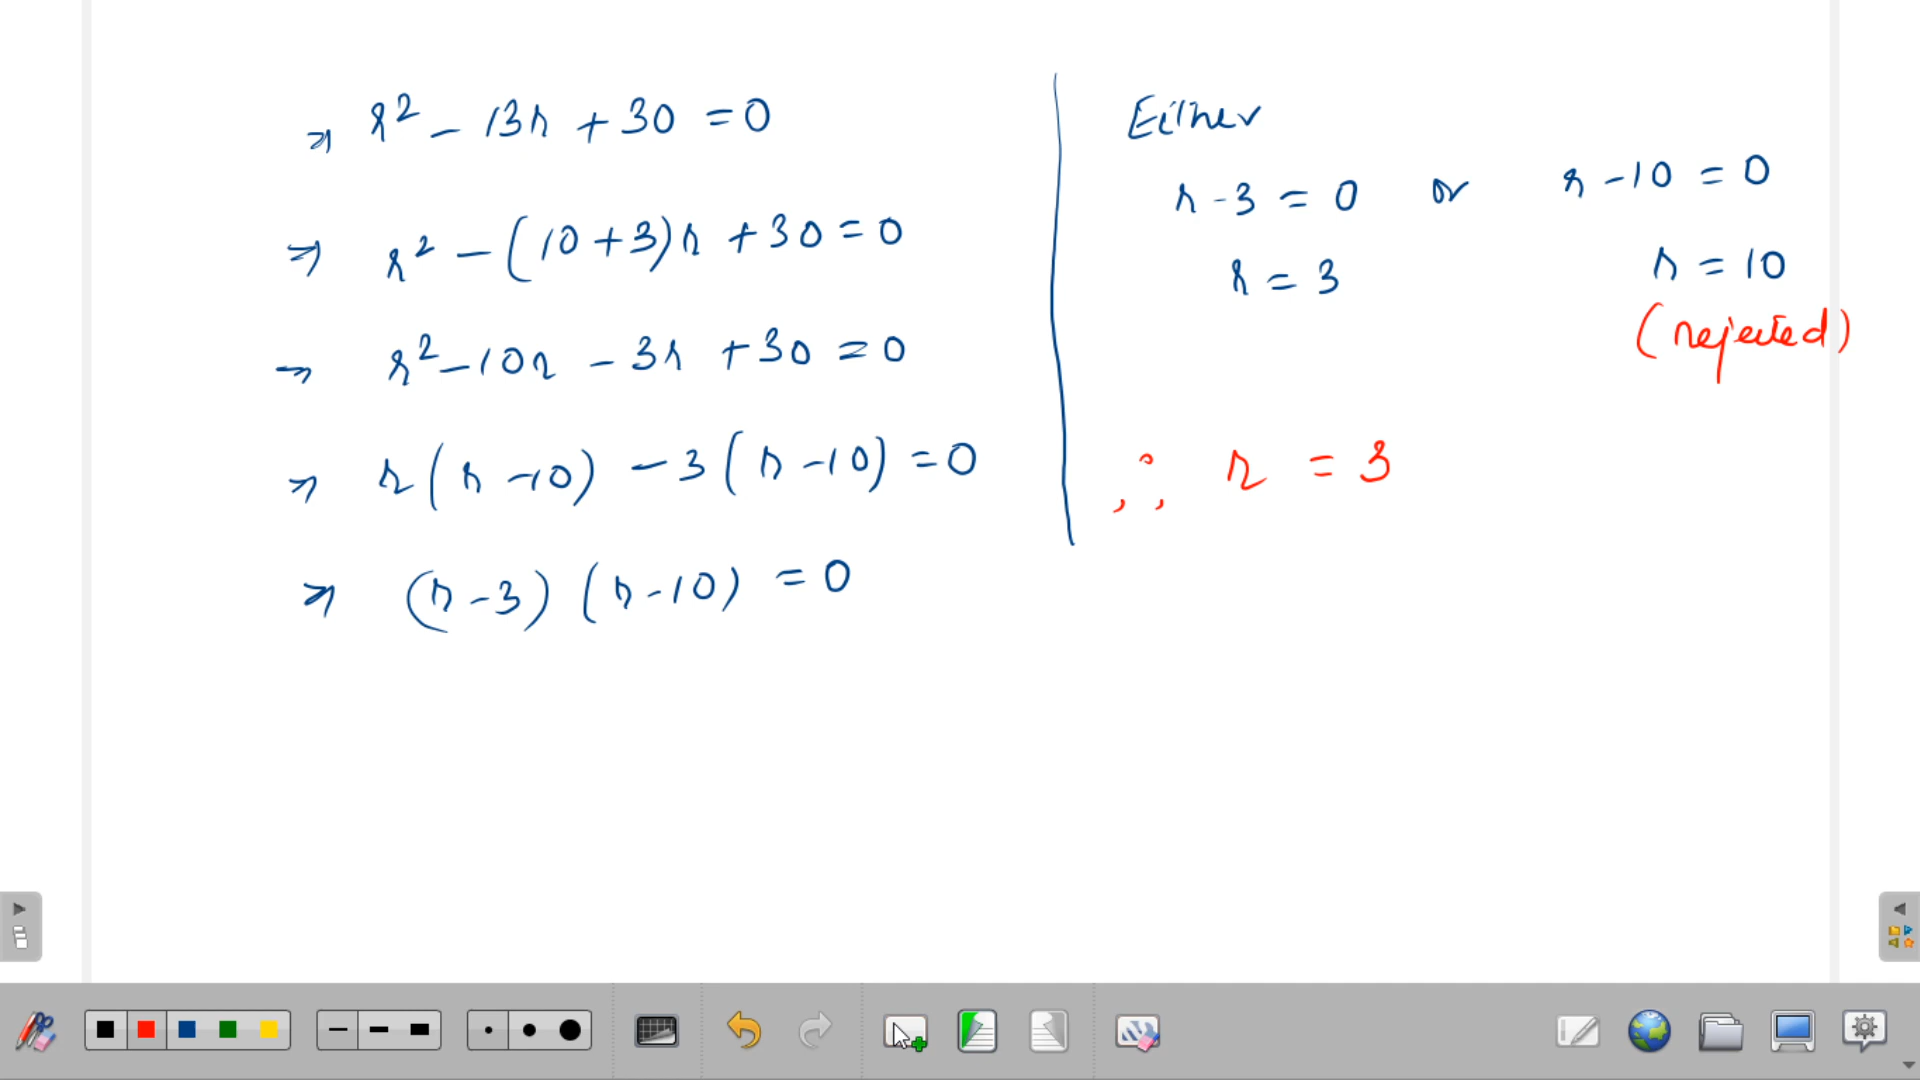 ⇒ r² - 13r + 30 = 0
⇒ r² - (10+3)r + 30 = 0
⇒ r² - 10r - 3r + 30 = 0
⇒ r(r-10) - 3(r-10) = 0
⇒ (r-3)(r-10) = 0
Either
r-3 = 0 or r-10 = 0
r = 3 r = 10
(rejected)
∴ r = 3